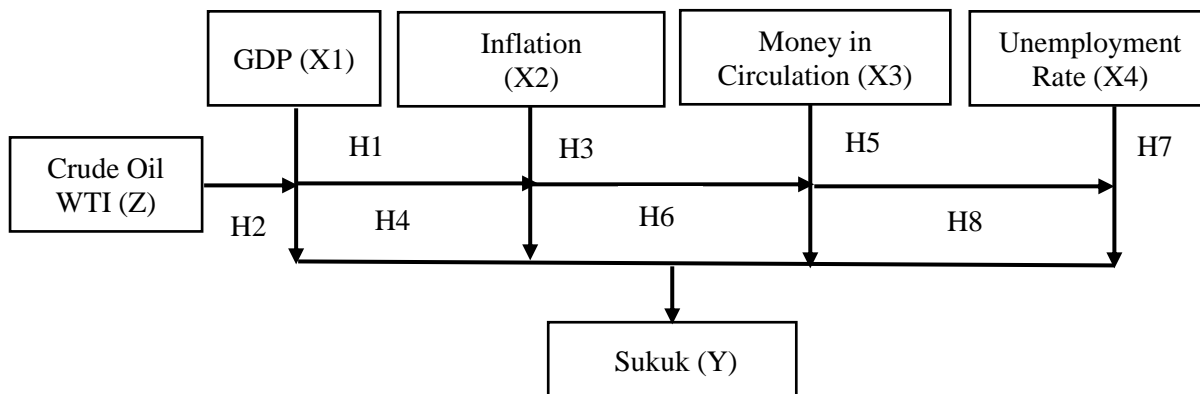 GDP (X1)
Inflation
(X2)
Money in
Circulation (X3)
Unemployment
Rate (X4)
Crude Oil
WTI (Z)
H1
H3
H5
H7
H2
H4
H6
H8
Sukuk (Y)